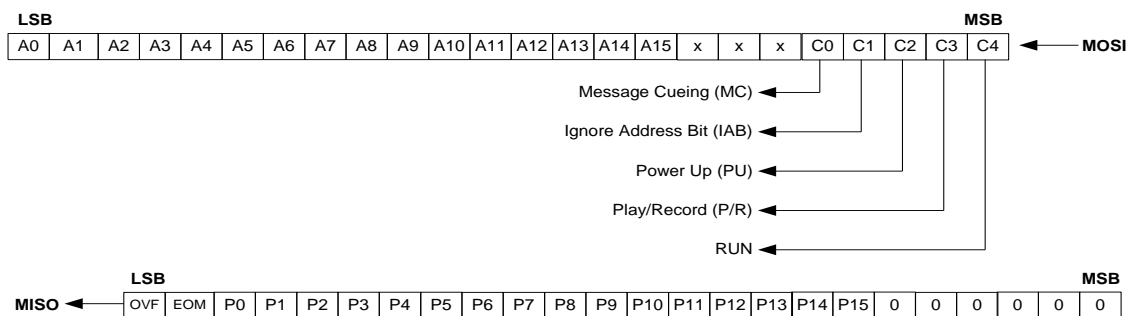 LSB MSB
A0 A1 A2 A3 A4 A5 A6 A7 A8 A9 A10 A11 A12 A13 A14 A15 x x x C0 C1 C2 C3 C4 MOSI
Message Cueing (MC)
Ignore Address Bit (IAB)
Power Up (PU)
Play/Record (P/R)
RUN
LSB MSB
MISO OVF EOM P0 P1 P2 P3 P4 P5 P6 P7 P8 P9 P10 P11 P12 P13 P14 P15 0 0 0 0 0 0